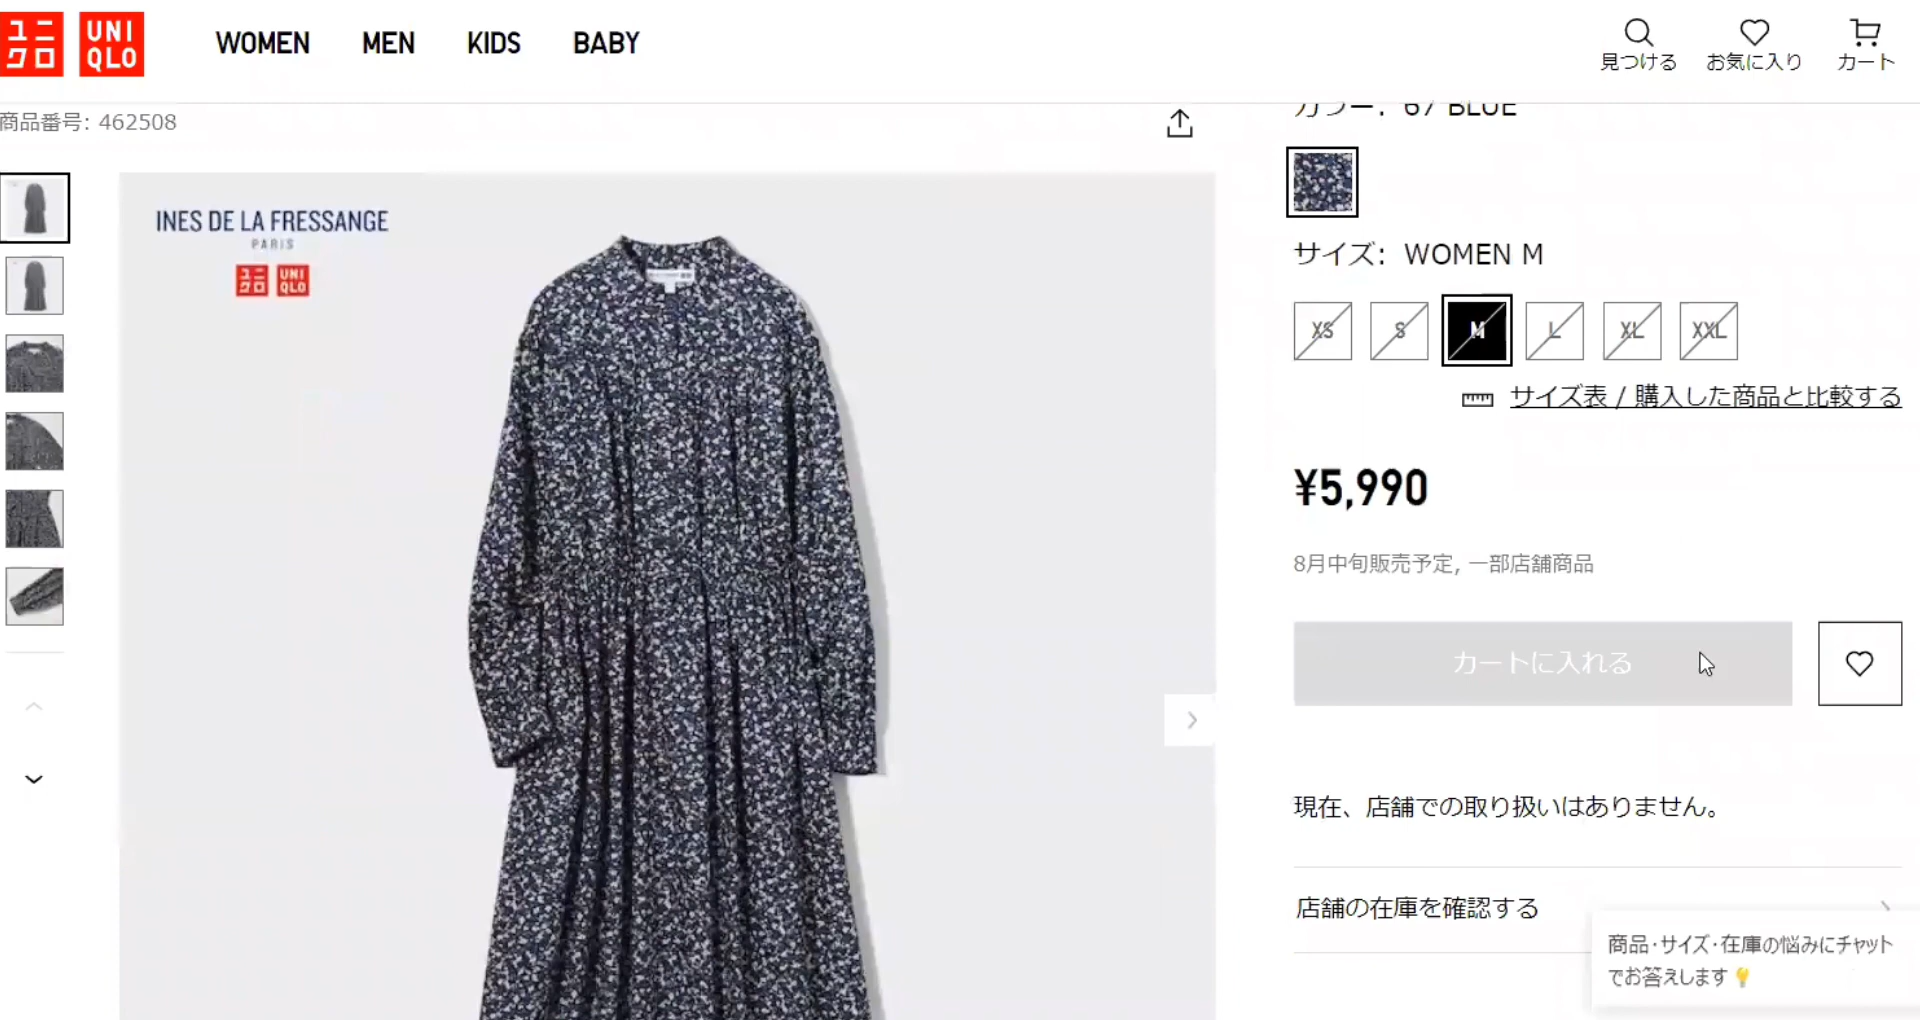 ユニクロ
UNIQLO
WOMEN MEN KIDS BABY
見つける お気に入り カート
商品番号: 462508
カラー: 67 BLUE
INES DE LA FRESSANGE
PARIS
ユニクロ UNIQLO
サイズ: WOMEN M
XS S M L XL XXL
サイズ表 / 購入した商品と比較する
¥5,990
8月中旬販売予定, 一部店舗商品
カートに入れる
現在、店舗での取り扱いはありません。
店舗の在庫を確認する
商品・サイズ・在庫の悩みにチャット
でお答えします💡